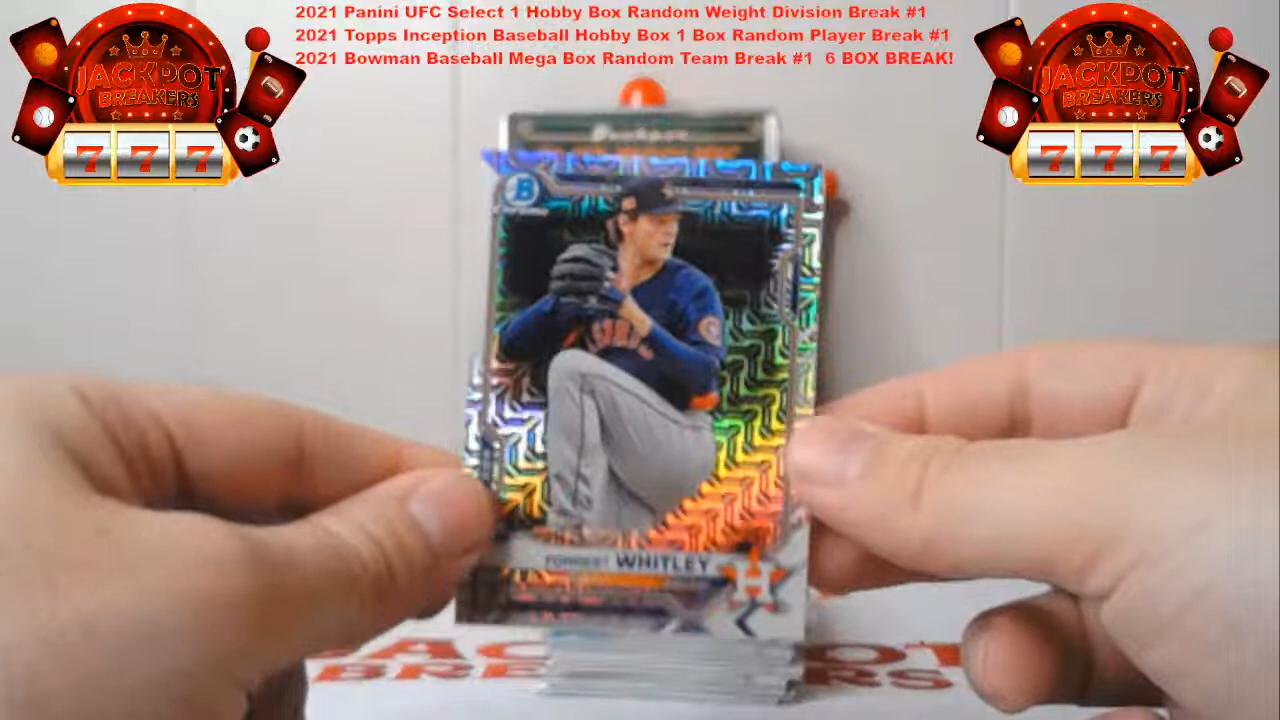 2021 Panini UFC Select 1 Hobby Box Random Weight Division Break #1
2021 Topps Inception Baseball Hobby Box 1 Box Random Player Break #1
2021 Bowman Baseball Mega Box Random Team Break #1 6 BOX BREAK!
JACKPOT
BREAKERS
7 7 7
JACKPOT
BREAKERS
7 7 7
B
FORREST WHITLEY
H